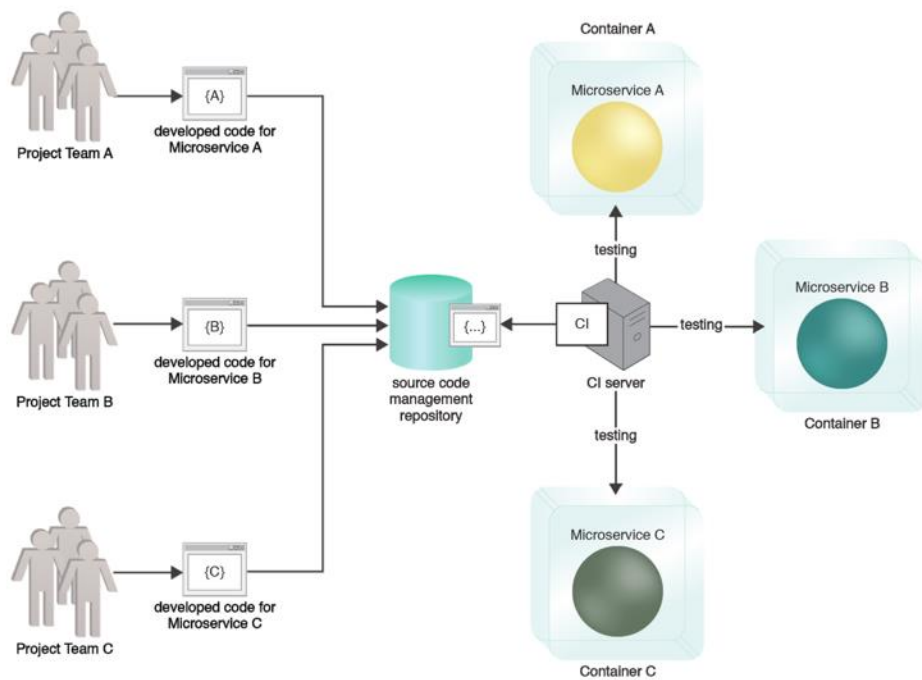 Project Team A
{A}
developed code for
Microservice A
Project Team B
{B}
developed code for
Microservice B
Project Team C
{C}
developed code for
Microservice C
{...}
source code
management
repository
CI
CI server
testing
testing
testing
Container A
Microservice A
Microservice B
Container B
Microservice C
Container C